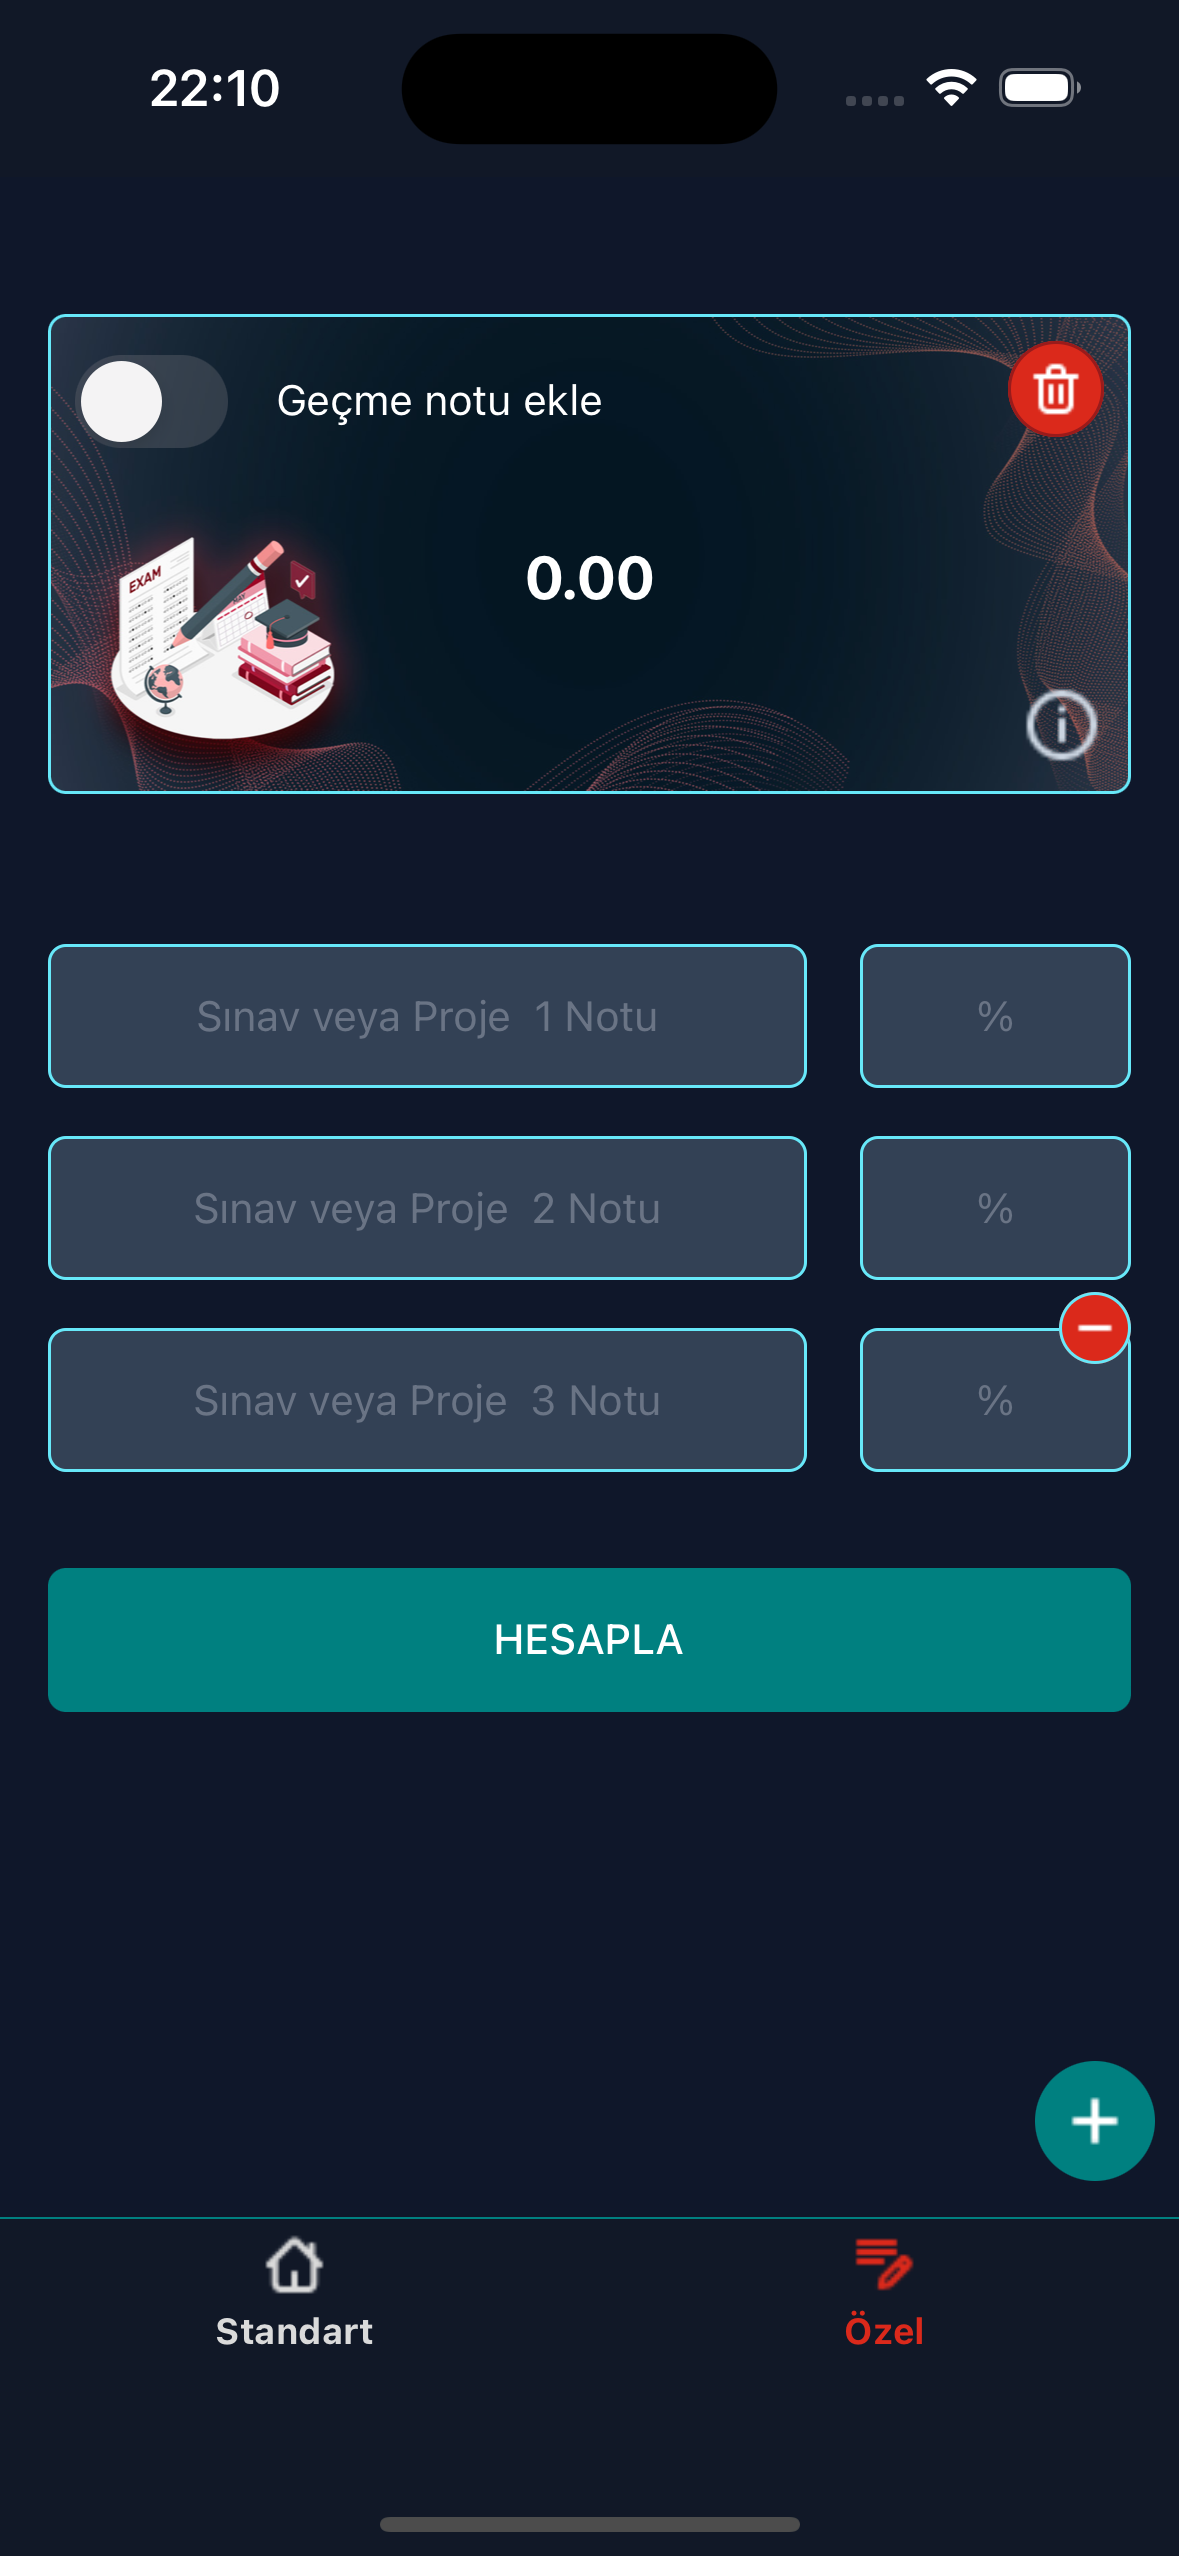 22:10
Geçme notu ekle
EXAM
0.00
Sınav veya Proje  1 Notu
%
Sınav veya Proje  2 Notu
%
Sınav veya Proje  3 Notu
%
HESAPLA
Standart
Özel